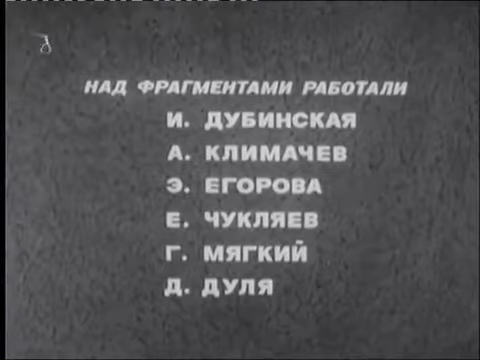 НАД ФРАГМЕНТАМИ РАБОТАЛИ
И. ДУБИНСКАЯ
А. КЛИМАЧЕВ
Э. ЕГОРОВА
Е. ЧУКЛЯЕВ
Г. МЯГКИЙ
Д. ДУЛЯ